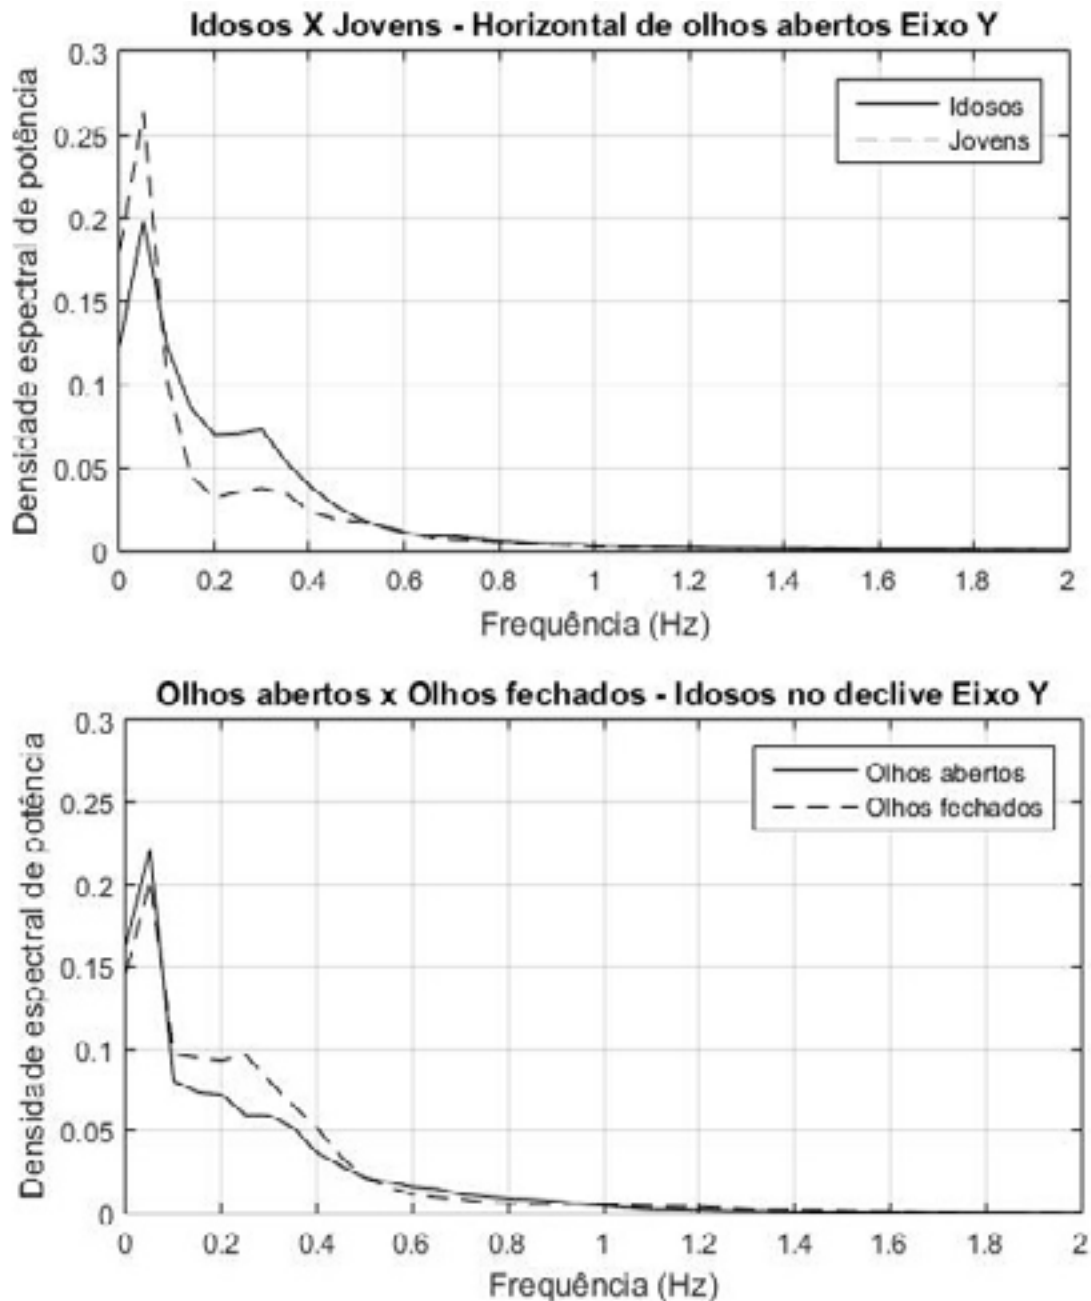 Idosos X Jovens - Horizontal de olhos abertos Eixo Y
Densidade espectral de potência
0.3
0.25
0.2
0.15
0.1
0.05
0
Idosos
Jovens
0 0.2 0.4 0.6 0.8 1 1.2 1.4 1.6 1.8 2
Frequência (Hz)
Olhos abertos x Olhos fechados - Idosos no declive Eixo Y
Densidade espectral de potência
0.3
0.25
0.2
0.15
0.1
0.05
0
Olhos abertos
Olhos fechados
0 0.2 0.4 0.6 0.8 1 1.2 1.4 1.6 1.8 2
Frequência (Hz)